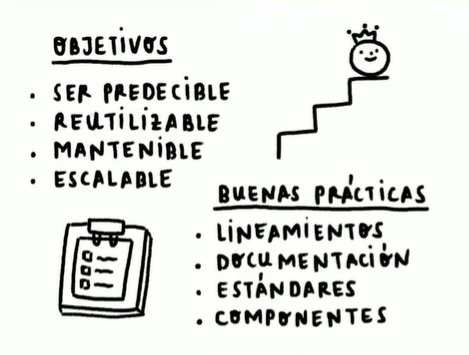 OBJETIVOS
· SER PREDECIBLE
· REUTILIZABLE
· MANTENIBLE
· ESCALABLE
BUENAS PRÁCTICAS
· LINEAMIENTOS
· DOCUMENTACIÓN
· ESTÁNDARES
· COMPONENTES